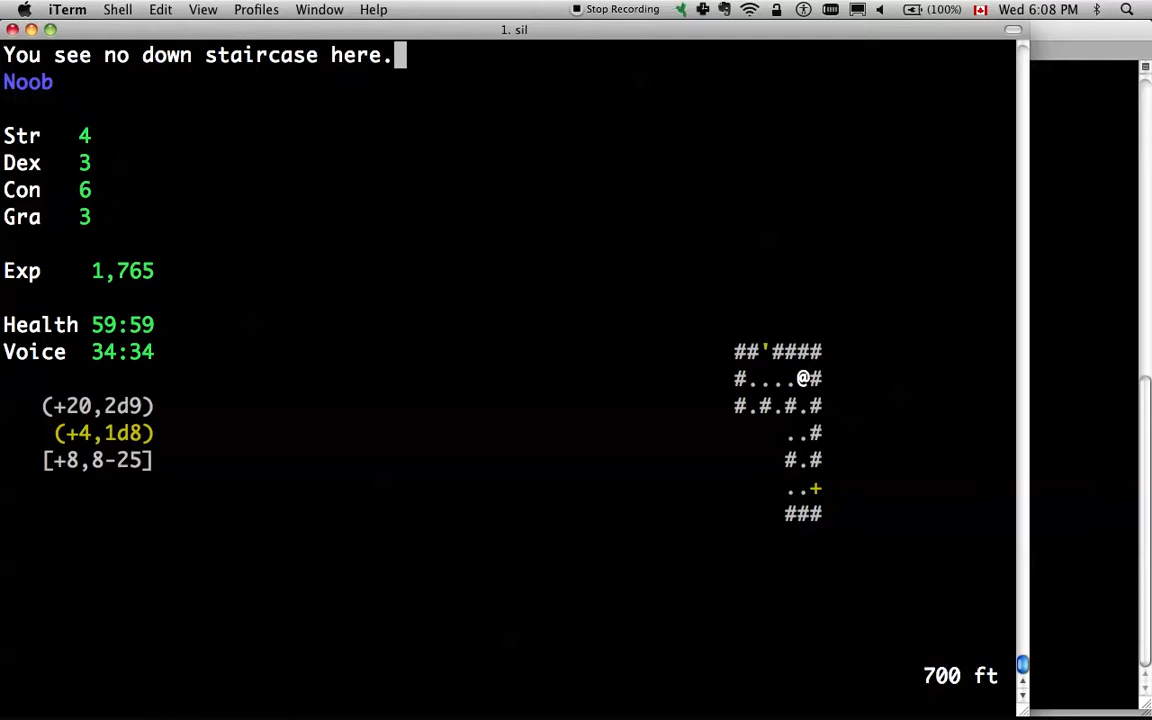 iTerm Shell Edit View Profiles Window Help Stop Recording (100%) Wed 6:08 PM
1. sil
You see no down staircase here.
Noob
Str 4
Dex 3
Con 6
Gra 3
Exp 1,765
Health 59:59
Voice 34:34
(+20,2d9)
(+4,1d8)
[+8,8-25]
##'####
#....@#
#.#.#.#
..#
#.#
..+
###
700 ft